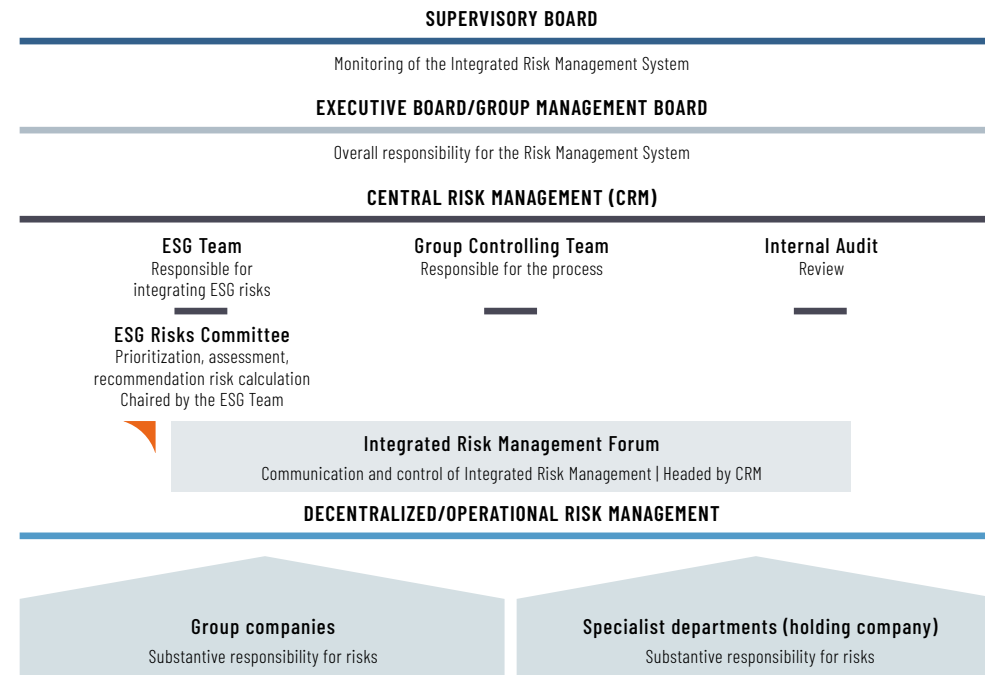 SUPERVISORY BOARD
Monitoring of the Integrated Risk Management System
EXECUTIVE BOARD/GROUP MANAGEMENT BOARD
Overall responsibility for the Risk Management System
CENTRAL RISK MANAGEMENT (CRM)
ESG Team
Responsible for
integrating ESG risks
Group Controlling Team
Responsible for the process
Internal Audit
Review
ESG Risks Committee
Prioritization, assessment,
recommendation risk calculation
Chaired by the ESG Team
Integrated Risk Management Forum
Communication and control of Integrated Risk Management | Headed by CRM
DECENTRALIZED/OPERATIONAL RISK MANAGEMENT
Group companies
Substantive responsibility for risks
Specialist departments (holding company)
Substantive responsibility for risks